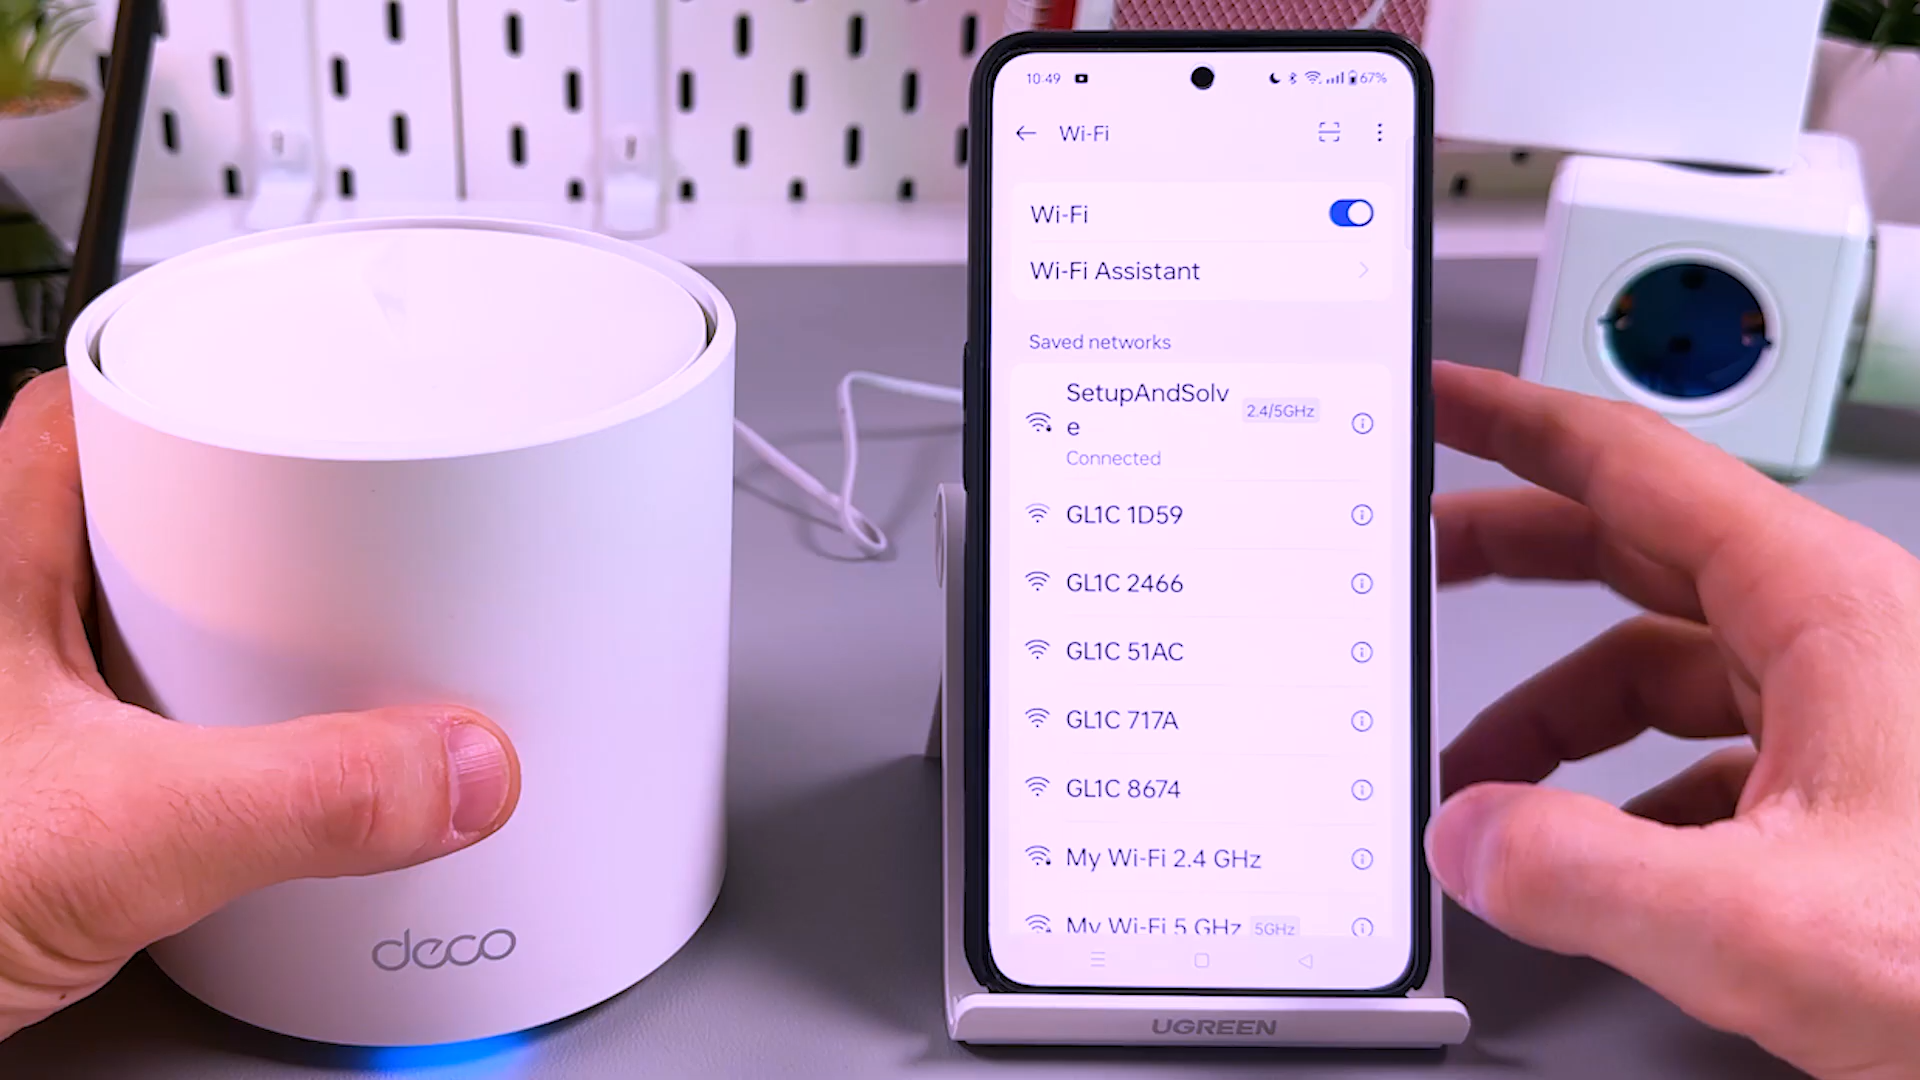 10.49
67%
Wi-Fi
Wi-Fi
Wi-Fi Assistant
Saved networks
SetupAndSolv
e
2.4/5GHz
Connected
GL1C 1D59
GL1C 2466
GL1C 51AC
GL1C 717A
GL1C 8674
My Wi-Fi 2.4 GHz
My Wi-Fi 5 GHz
5GHz
deco
UGREEN